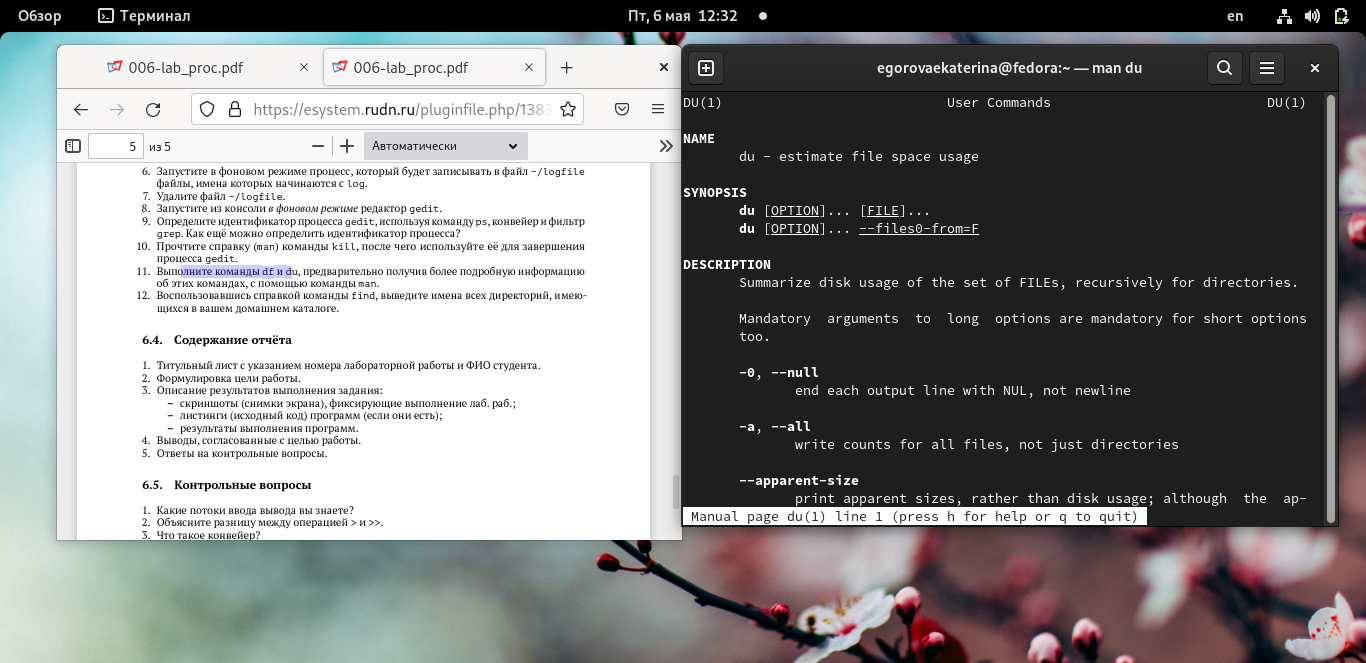 Обзор
Терминал
Пт, 6 мая 12:32
en
006-lab_proc.pdf
006-lab_proc.pdf
https://esystem.rudn.ru/pluginfile.php/1383
5 из 5
Автоматически
6. Запустите в фоновом режиме процесс, который будет записывать в файл ~/logfile
файлы, имена которых начинаются с log.
7. Удалите файл ~/logfile.
8. Запустите из консоли в фоновом режиме редактор gedit.
9. Определите идентификатор процесса gedit, используя команду ps, конвейер и фильтр
grep. Как ещё можно определить идентификатор процесса?
10. Прочтите справку (man) команды kill, после чего используйте её для завершения
процесса gedit.
11. Выполните команды df и du, предварительно получив более подробную информацию
об этих командах, с помощью команды man.
12. Воспользовавшись справкой команды find, выведите имена всех директорий, имею-
щихся в вашем домашнем каталоге.
6.4. Содержание отчёта
1. Титульный лист с указанием номера лабораторной работы и ФИО студента.
2. Формулировка цели работы.
3. Описание результатов выполнения задания:
– скриншоты (снимки экрана), фиксирующие выполнение лаб. раб.;
– листинги (исходный код) программ (если они есть);
– результаты выполнения программ.
4. Выводы, согласованные с целью работы.
5. Ответы на контрольные вопросы.
6.5. Контрольные вопросы
1. Какие потоки ввода вывода вы знаете?
2. Объясните разницу между операцией > и >>.
3. Что такое конвейер?
egorovaekaterina@fedora:~ — man du
DU(1) User Commands DU(1)
NAME
du - estimate file space usage
SYNOPSIS
du [OPTION]... [FILE]...
du [OPTION]... --files0-from=F
DESCRIPTION
Summarize disk usage of the set of FILEs, recursively for directories.
Mandatory arguments to long options are mandatory for short options
too.
-0, --null
end each output line with NUL, not newline
-a, --all
write counts for all files, not just directories
--apparent-size
print apparent sizes, rather than disk usage; although the ap-
Manual page du(1) line 1 (press h for help or q to quit)